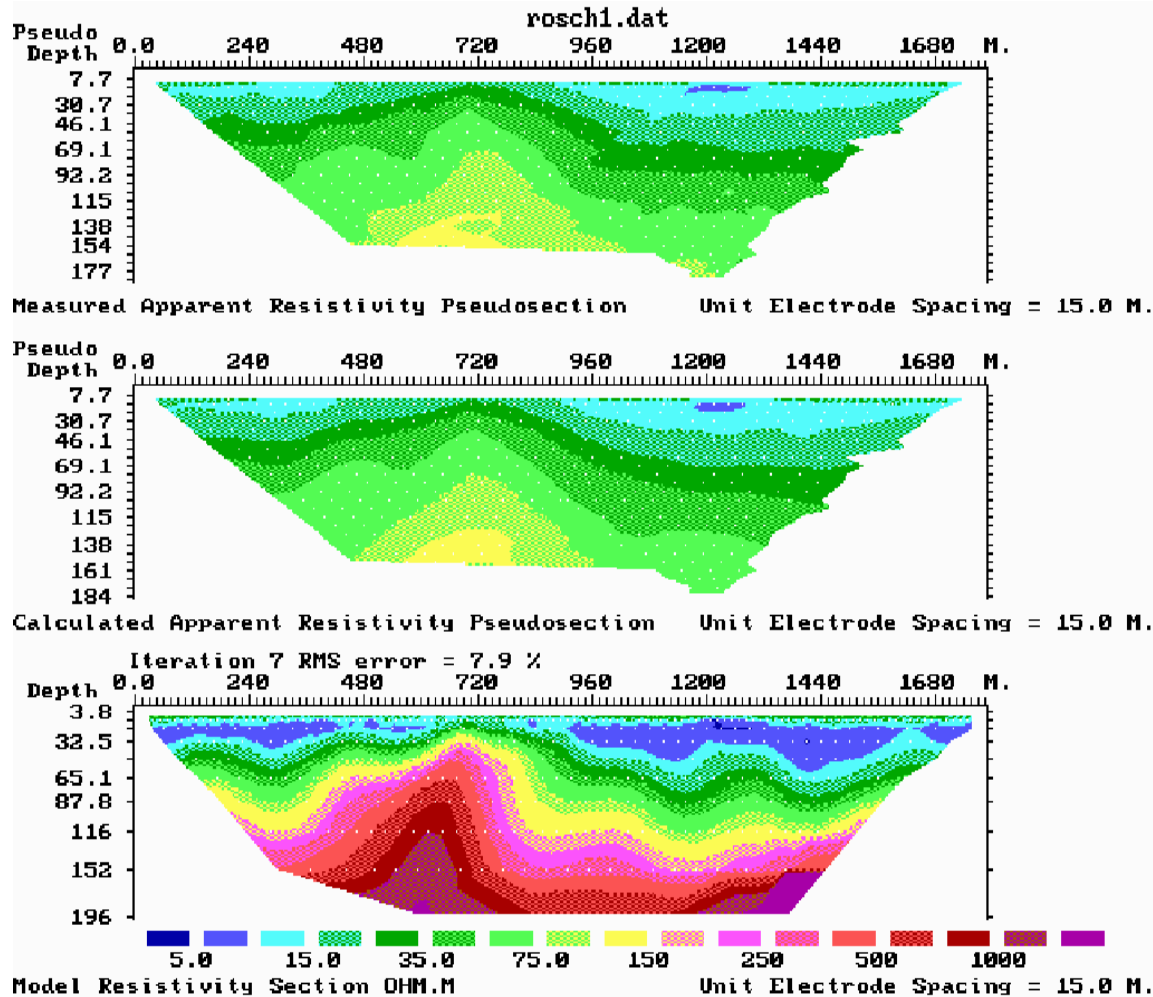 rosch1.dat
Pseudo
Depth 0.0 240 480 720 960 1200 1440 1680 M.
7.7
30.7
46.1
69.1
92.2
115
138
154
177
Measured Apparent Resistivity Pseudosection Unit Electrode Spacing = 15.0 M.
Pseudo
Depth 0.0 240 480 720 960 1200 1440 1680 M.
7.7
30.7
46.1
69.1
92.2
115
138
161
184
Calculated Apparent Resistivity Pseudosection Unit Electrode Spacing = 15.0 M.
Iteration 7 RMS error = 7.9 %
Depth 0.0 240 480 720 960 1200 1440 1680 M.
3.8
32.5
65.1
87.8
116
152
196
5.0 15.0 35.0 75.0 150 250 500 1000
Model Resistivity Section OHM.M Unit Electrode Spacing = 15.0 M.